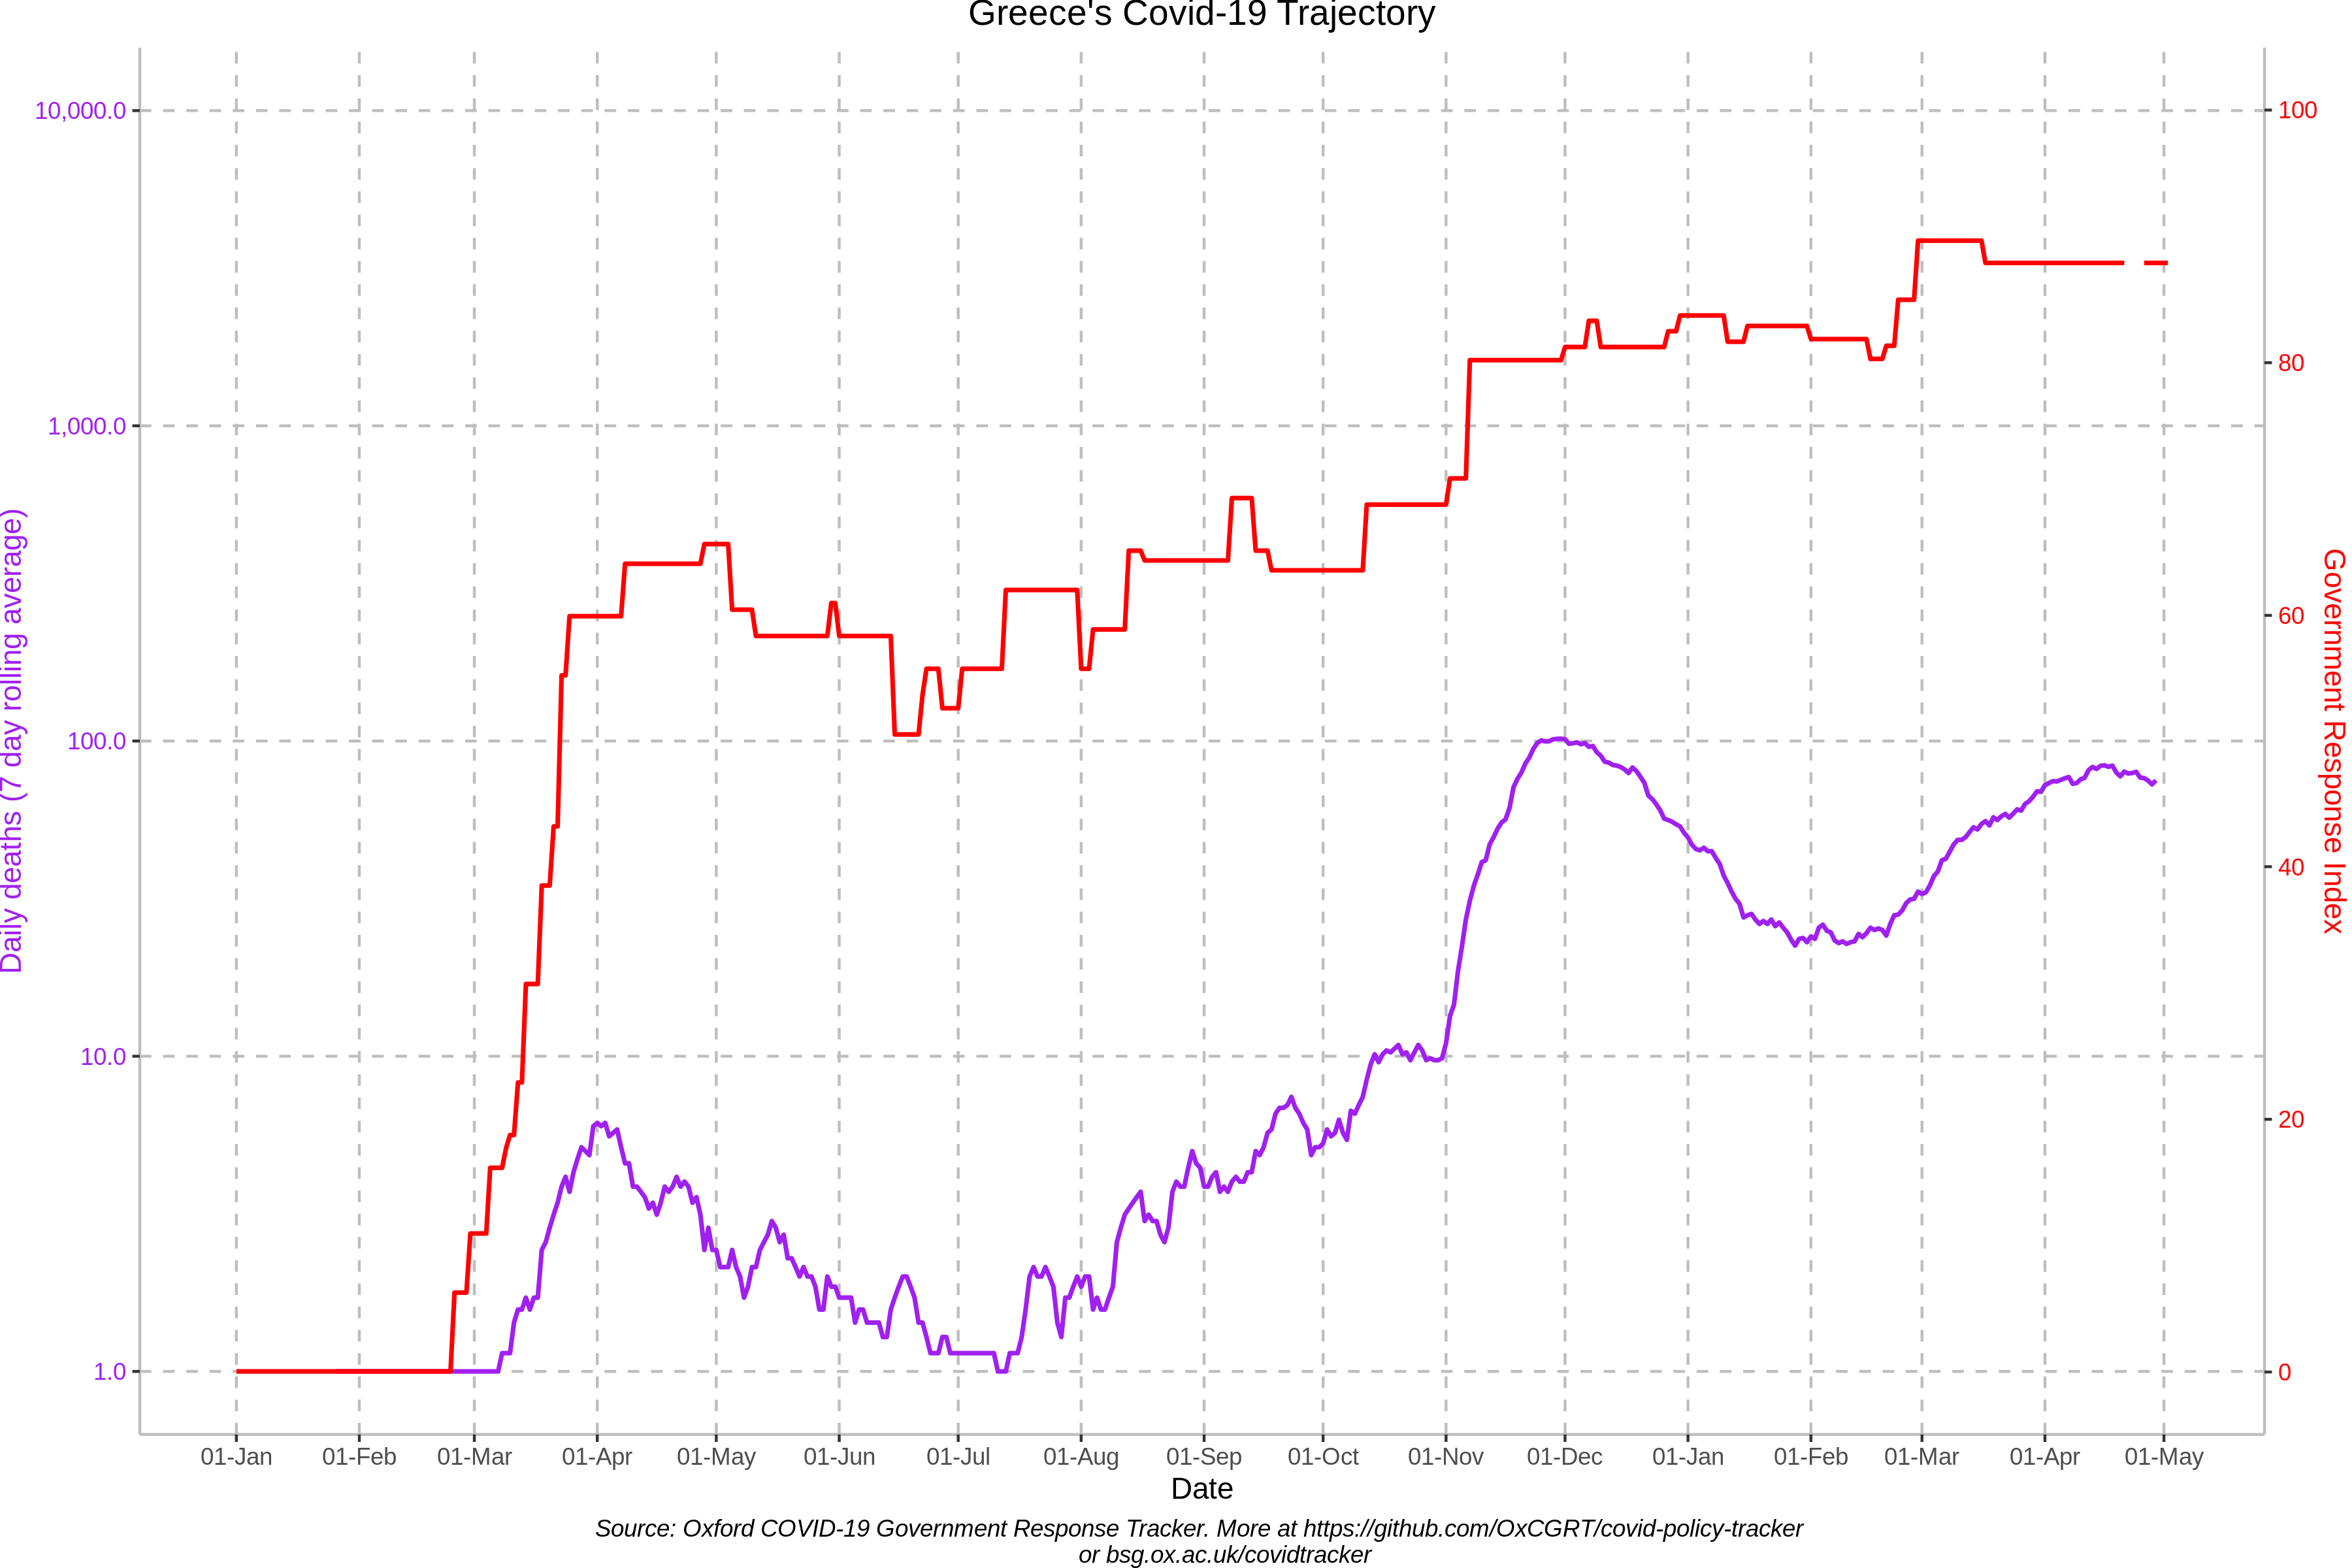 Greece's Covid-19 Trajectory
10,000.0
1,000.0
100.0
10.0
1.0
Daily deaths (7 day rolling average)
100
80
60
40
20
0
Government Response Index
01-Jan 01-Feb 01-Mar 01-Apr 01-May 01-Jun 01-Jul 01-Aug 01-Sep 01-Oct 01-Nov 01-Dec 01-Jan 01-Feb 01-Mar 01-Apr 01-May
Date
Source: Oxford COVID-19 Government Response Tracker. More at https://github.com/OxCGRT/covid-policy-tracker
or bsg.ox.ac.uk/covidtracker